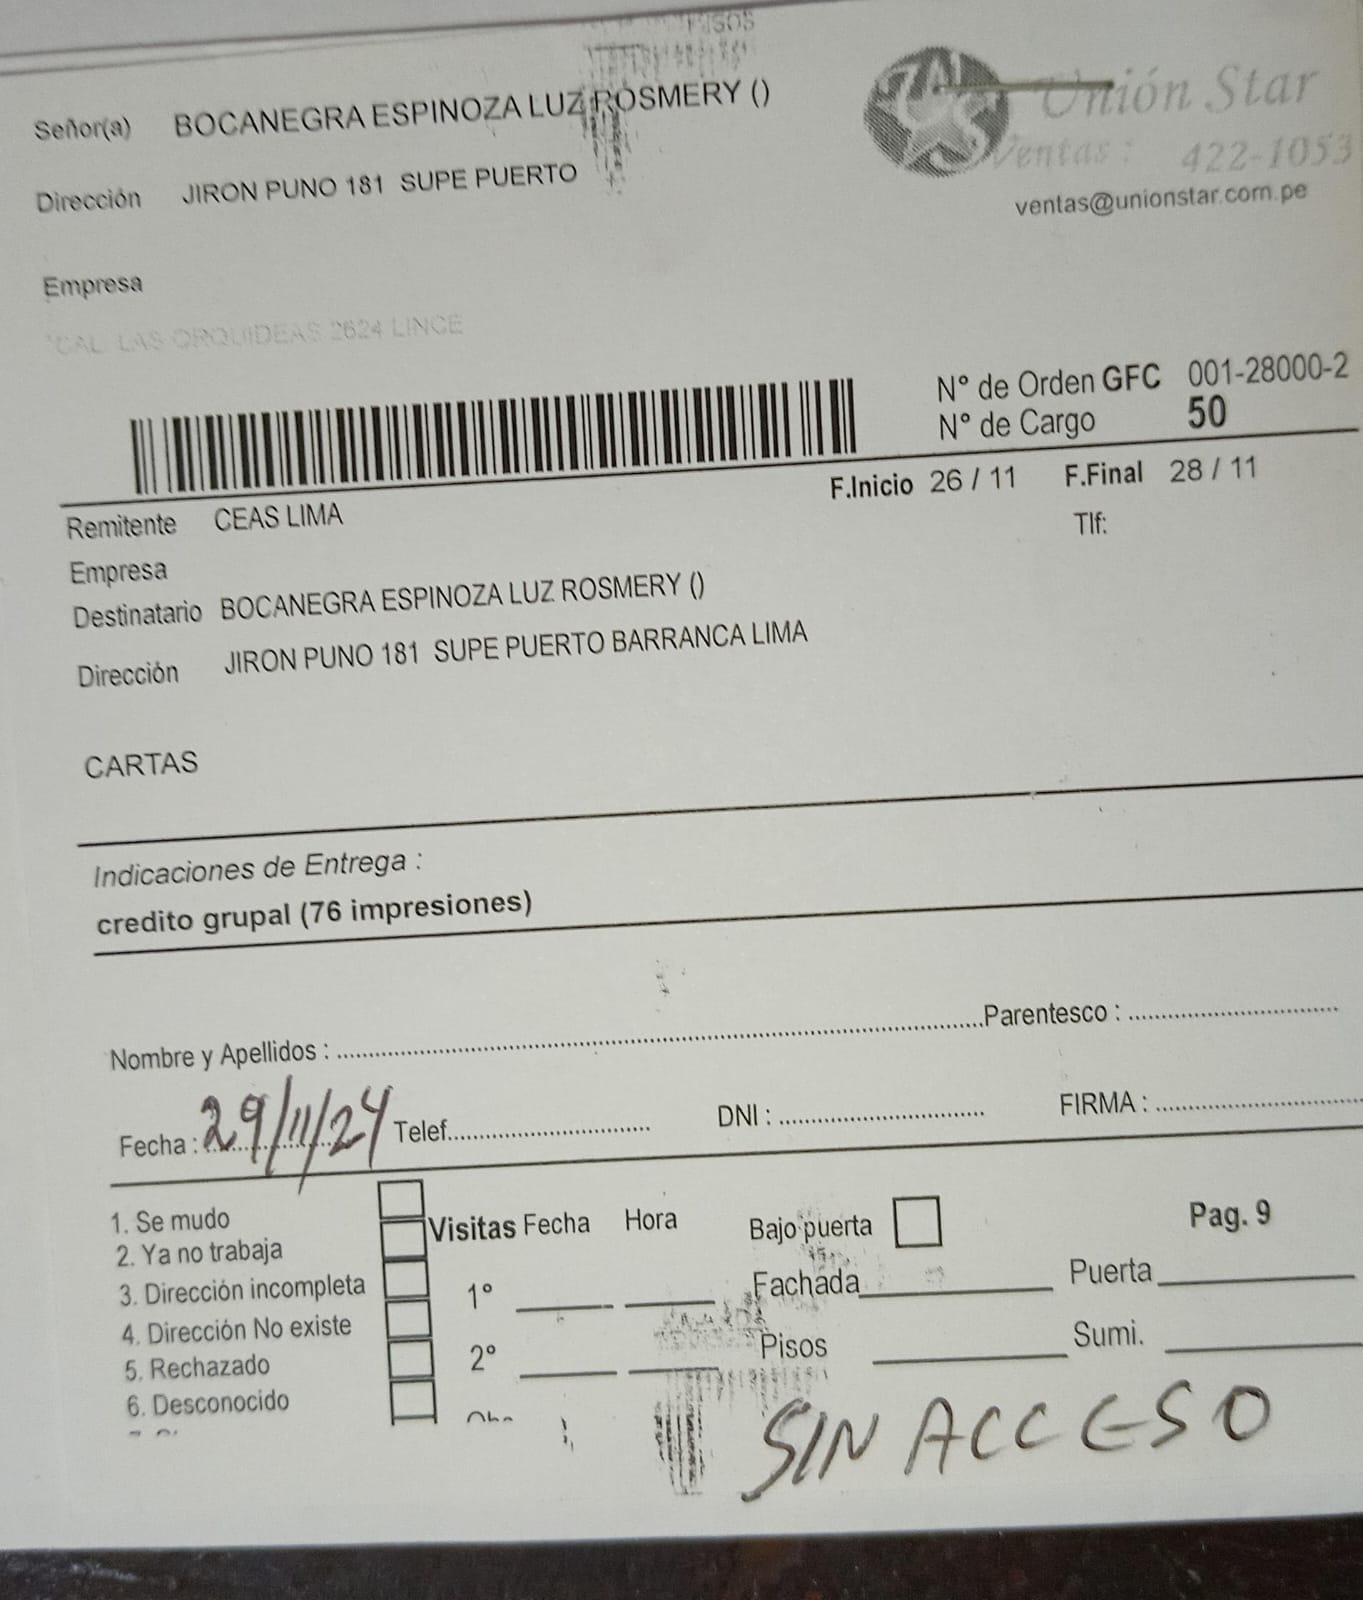 PISOS
Señor(a) BOCANEGRA ESPINOZA LUZ ROSMERY ()
Unión Star
Ventas : 422-1053
Dirección JIRON PUNO 181 SUPE PUERTO
ventas@unionstar.com.pe
Empresa
CAL LAS ORQUIDEAS 2624 LINCE
N° de Orden GFC 001-28000-2
N° de Cargo 50
F.Inicio 26 / 11 F.Final 28 / 11
Remitente CEAS LIMA
Tlf:
Empresa
Destinatario BOCANEGRA ESPINOZA LUZ ROSMERY ()
Dirección JIRON PUNO 181 SUPE PUERTO BARRANCA LIMA
CARTAS
Indicaciones de Entrega :
credito grupal (76 impresiones)
Nombre y Apellidos : Parentesco :
Fecha : 29/11/24 Telef. DNI : FIRMA :
1. Se mudo
2. Ya no trabaja
3. Dirección incompleta
4. Dirección No existe
5. Rechazado
6. Desconocido
Visitas Fecha Hora
1°
2°
Bajo puerta Pag. 9
Fachada Puerta
Pisos Sumi.
SIN ACCESO